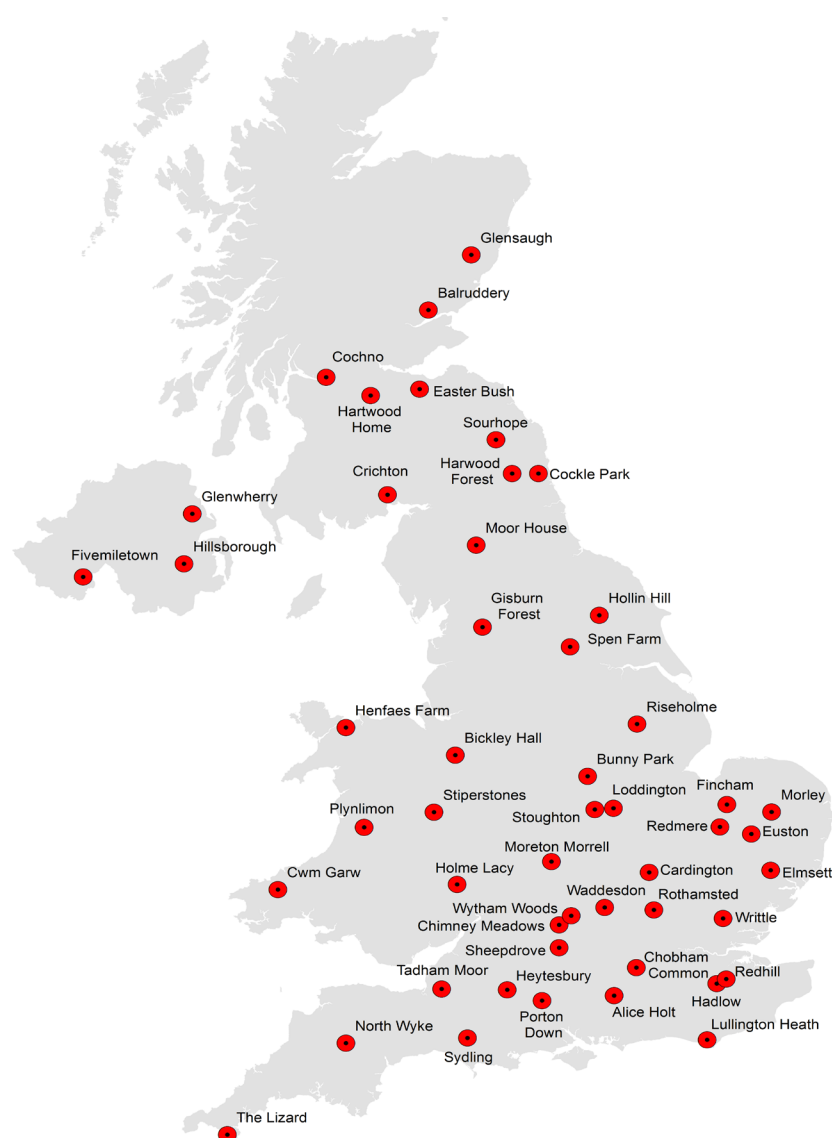 Glensaugh
Balruddery
Cochno
Easter Bush
Hartwood
Home
Sourhope
Harwood
Forest
Cockle Park
Crichton
Glenwherry
Moor House
Hillsborough
Fivemiletown
Gisburn
Forest
Hollin Hill
Spen Farm
Henfaes Farm
Riseholme
Bickley Hall
Bunny Park
Loddington
Fincham
Morley
Stiperstones
Stoughton
Plynlimon
Redmere
Euston
Moreton Morrell
Holme Lacy
Cardington
Elmsett
Cwm Garw
Waddesdon
Rothamsted
Wytham Woods
Chimney Meadows
Writtle
Sheepdrove
Chobham
Common
Redhill
Tadham Moor
Heytesbury
Hadlow
Alice Holt
Porton
Down
Lullington Heath
North Wyke
Sydling
The Lizard